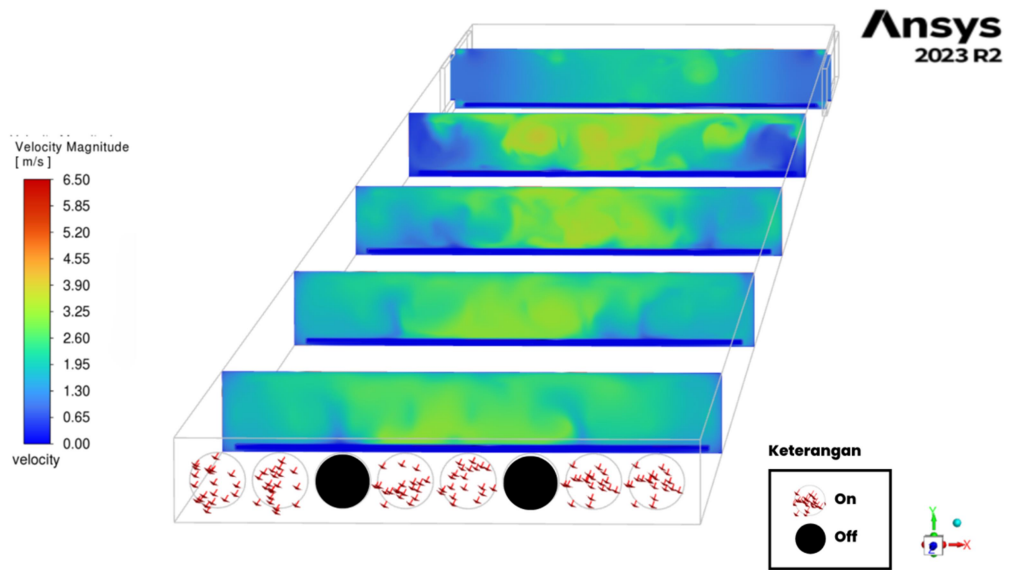 Ansys
2023 R2
Velocity Magnitude
[ m/s ]
6.50
5.85
5.20
4.55
3.90
3.25
2.60
1.95
1.30
0.65
0.00
velocity
Keterangan
On
Off
Y
X